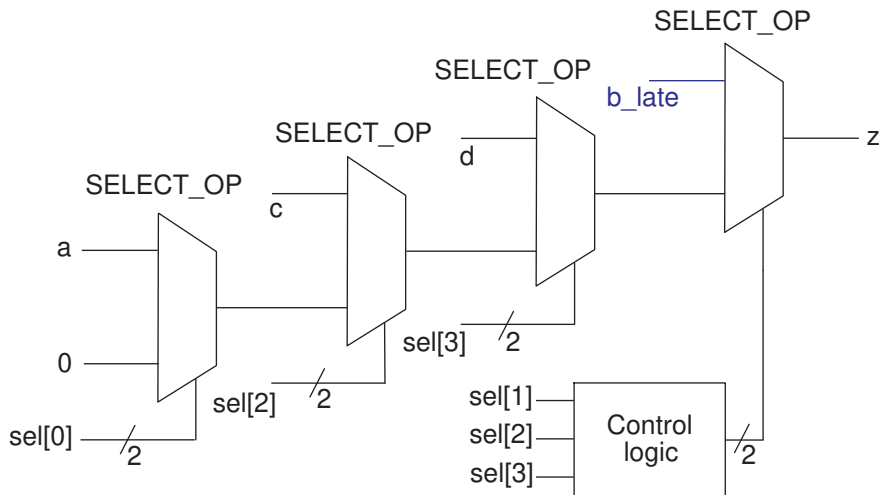 SELECT_OP
SELECT_OP
b_late
z
SELECT_OP
d
SELECT_OP
c
a
sel[3]
2
0
sel[2]
2
sel[1]
sel[0]
2
sel[2]
Control
logic
2
sel[3]